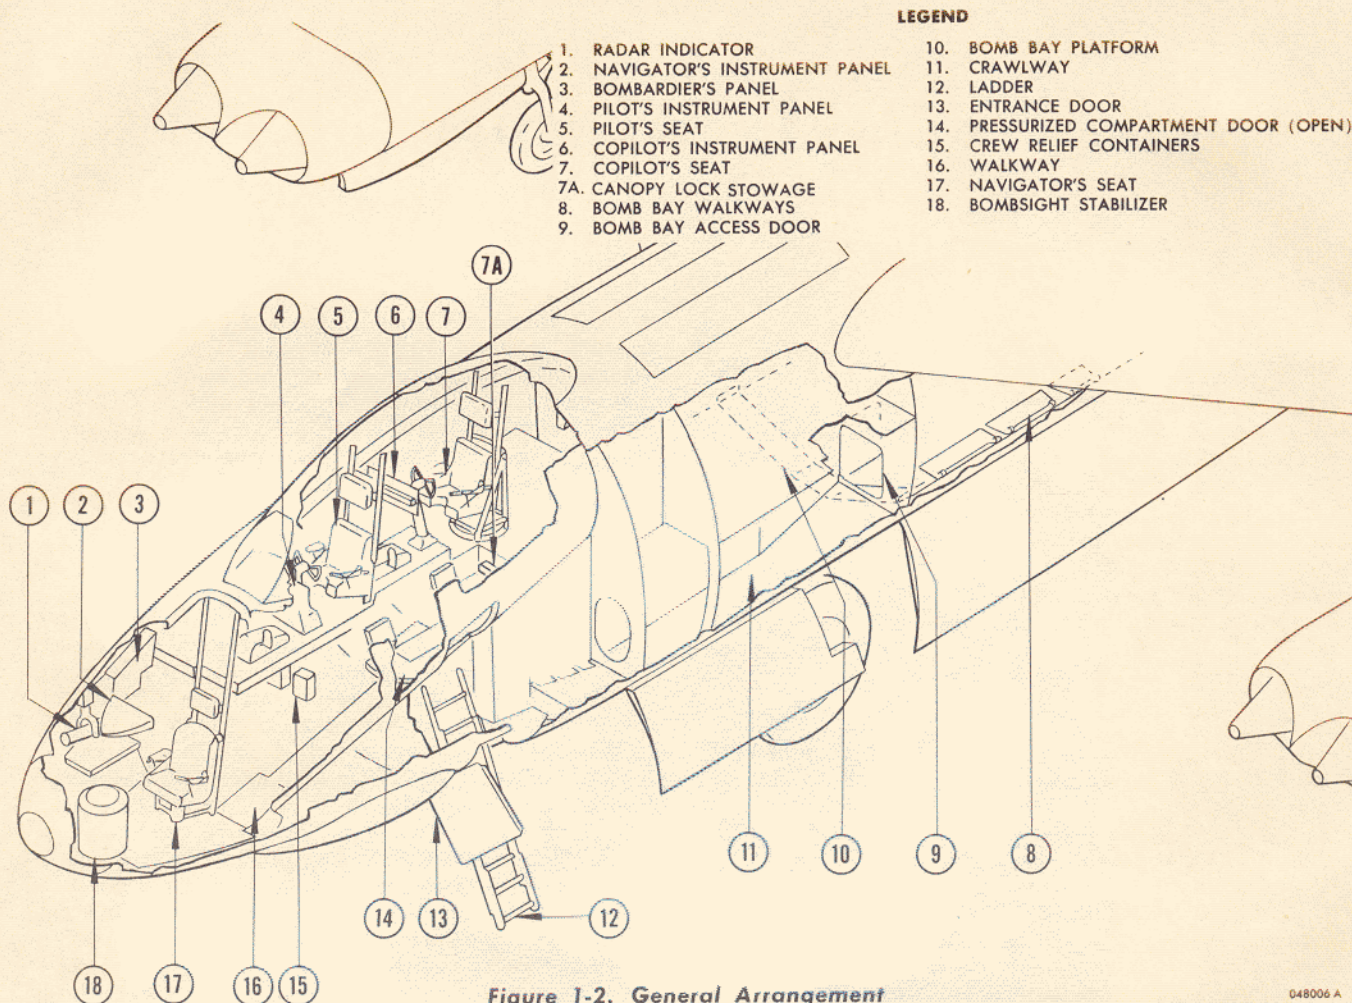 LEGEND
1. RADAR INDICATOR
2. NAVIGATOR'S INSTRUMENT PANEL
3. BOMBARDIER'S PANEL
4. PILOT'S INSTRUMENT PANEL
5. PILOT'S SEAT
6. COPILOT'S INSTRUMENT PANEL
7. COPILOT'S SEAT
7A. CANOPY LOCK STOWAGE
8. BOMB BAY WALKWAYS
9. BOMB BAY ACCESS DOOR
10. BOMB BAY PLATFORM
11. CRAWLWAY
12. LADDER
13. ENTRANCE DOOR
14. PRESSURIZED COMPARTMENT DOOR (OPEN)
15. CREW RELIEF CONTAINERS
16. WALKWAY
17. NAVIGATOR'S SEAT
18. BOMBSIGHT STABILIZER
7A
4 5 6 7
1 2 3
11 10 9 8
14 13 12
18 17 16 15
Figure 1-2. General Arrangement
048006 A